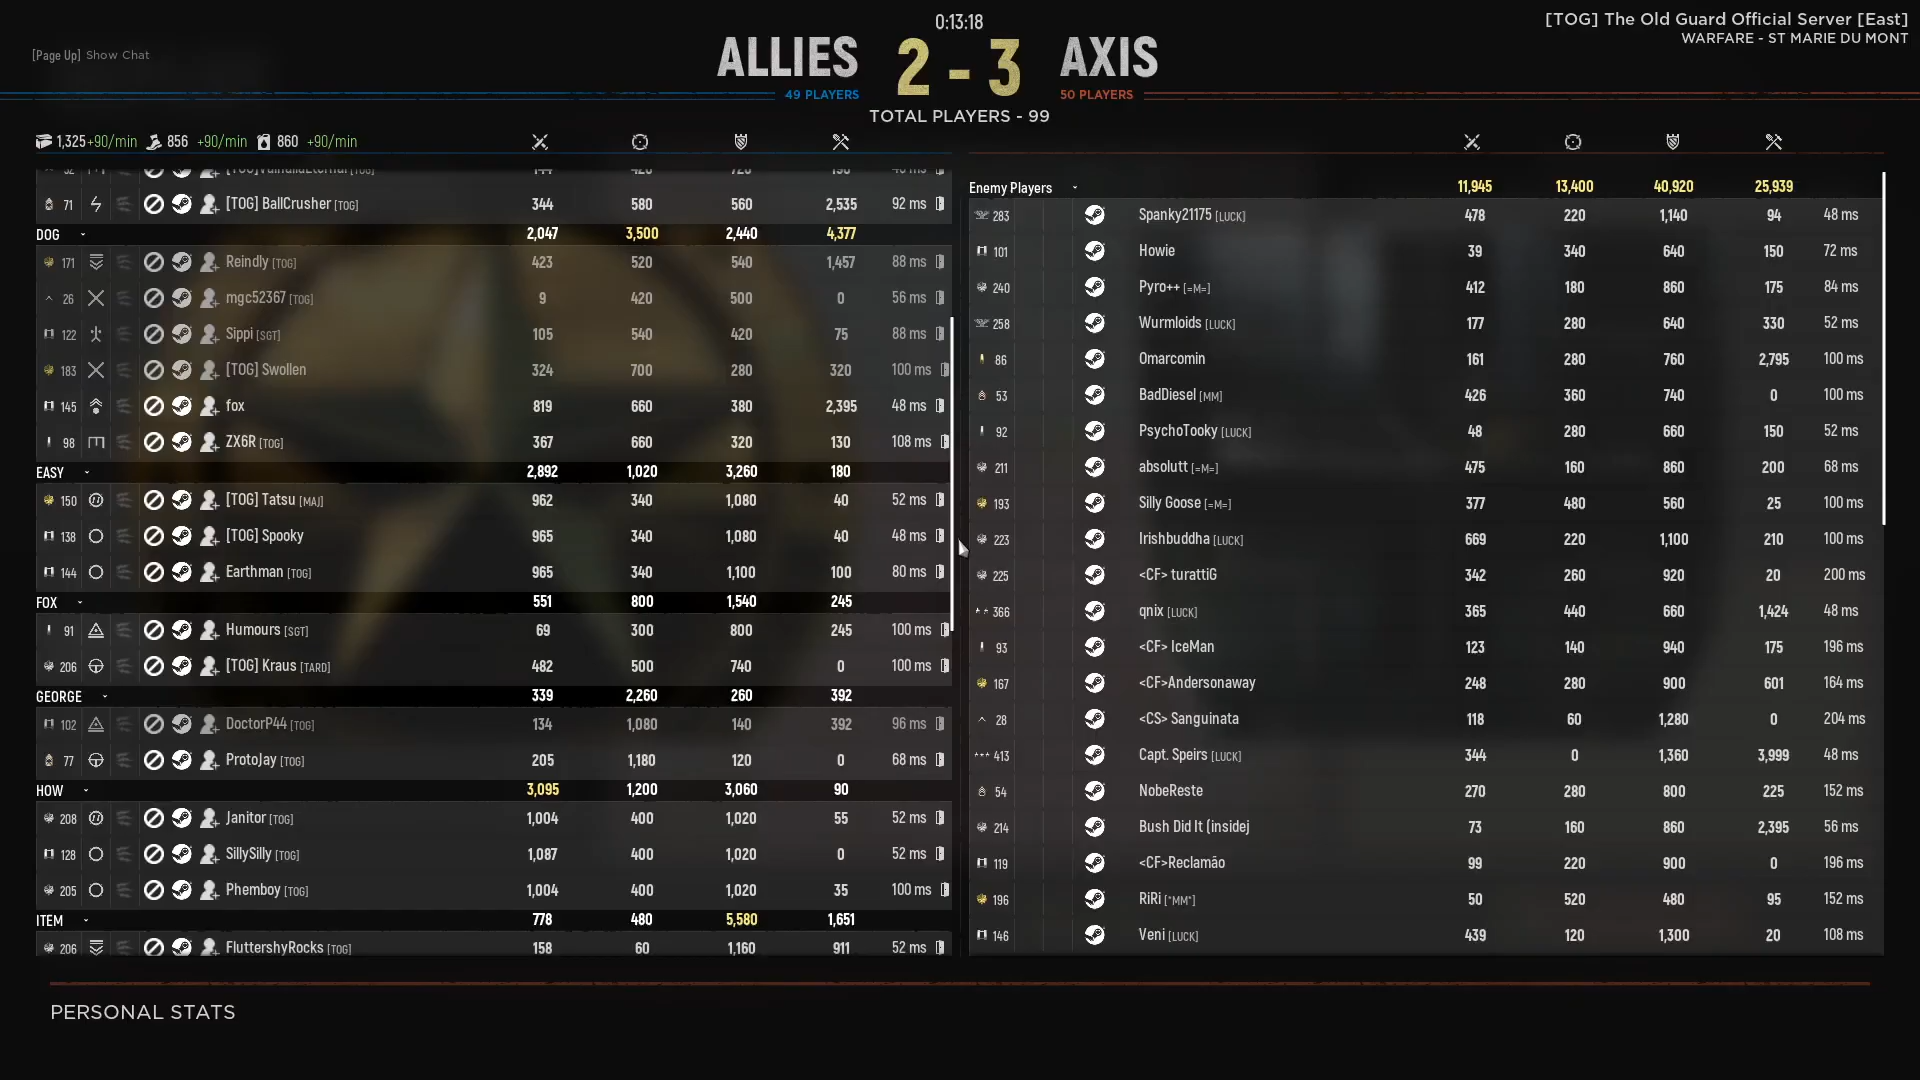 0:13:18
[Page Up] Show Chat
ALLIES 2 - 3 AXIS
49 PLAYERS
50 PLAYERS
TOTAL PLAYERS - 99
[TOG] The Old Guard Official Server [East]
WARFARE - ST MARIE DU MONT
1,325 +90/min 856 +90/min 860 +90/min
71 [TOG] BallCrusher [TOG] 344 580 560 2,535 92 ms
DOG 2,047 3,500 2,440 4,377
171 Reindly [TOG] 423 520 540 1,457 88 ms
26 mgc52367 [TOG] 9 420 500 0 56 ms
122 Sippi [SGT] 105 540 420 75 88 ms
183 [TOG] Swollen 324 700 280 320 100 ms
145 fox 819 660 380 2,395 48 ms
98 ZX6R [TOG] 367 660 320 130 108 ms
EASY 2,892 1,020 3,260 180
150 [TOG] Tatsu [MAJ] 962 340 1,080 40 52 ms
138 [TOG] Spooky 965 340 1,080 40 48 ms
144 Earthman [TOG] 965 340 1,100 100 80 ms
FOX 551 800 1,540 245
91 Humours [SGT] 69 300 800 245 100 ms
206 [TOG] Kraus [TARD] 482 500 740 0 100 ms
GEORGE 339 2,260 260 392
102 DoctorP44 [TOG] 134 1,080 140 392 96 ms
77 ProtoJay [TOG] 205 1,180 120 0 68 ms
HOW 3,095 1,200 3,060 90
208 Janitor [TOG] 1,004 400 1,020 55 52 ms
128 SillySilly [TOG] 1,087 400 1,020 0 52 ms
205 Phemboy [TOG] 1,004 400 1,020 35 100 ms
ITEM 778 480 5,580 1,651
206 FluttershyRocks [TOG] 158 60 1,160 911 52 ms
Enemy Players 11,945 13,400 40,920 25,939
283 Spanky21175 [LUCK] 478 220 1,140 94 48 ms
101 Howie 39 340 640 150 72 ms
240 Pyro++ [=M=] 412 180 860 175 84 ms
258 Wurmloids [LUCK] 177 280 640 330 52 ms
86 Omarcomin 161 280 760 2,795 100 ms
53 BadDiesel [MM] 426 360 740 0 100 ms
92 PsychoTooky [LUCK] 48 280 660 150 52 ms
211 absolutt [=M=] 475 160 860 200 68 ms
193 Silly Goose [=M=] 377 480 560 25 100 ms
223 Irishbuddha [LUCK] 669 220 1,100 210 100 ms
225 <CF> turattiG 342 260 920 20 200 ms
366 qnix [LUCK] 365 440 660 1,424 48 ms
93 <CF> IceMan 123 140 940 175 196 ms
167 <CF>Andersonaway 248 280 900 601 164 ms
28 <CS> Sanguinata 118 60 1,280 0 204 ms
413 Capt. Speirs [LUCK] 344 0 1,360 3,999 48 ms
54 NobeReste 270 280 800 225 152 ms
214 Bush Did It (insidej 73 160 860 2,395 56 ms
119 <CF>Reclamão 99 220 900 0 196 ms
196 RiRi [*MM*] 50 520 480 95 152 ms
146 Veni [LUCK] 439 120 1,300 20 108 ms
PERSONAL STATS